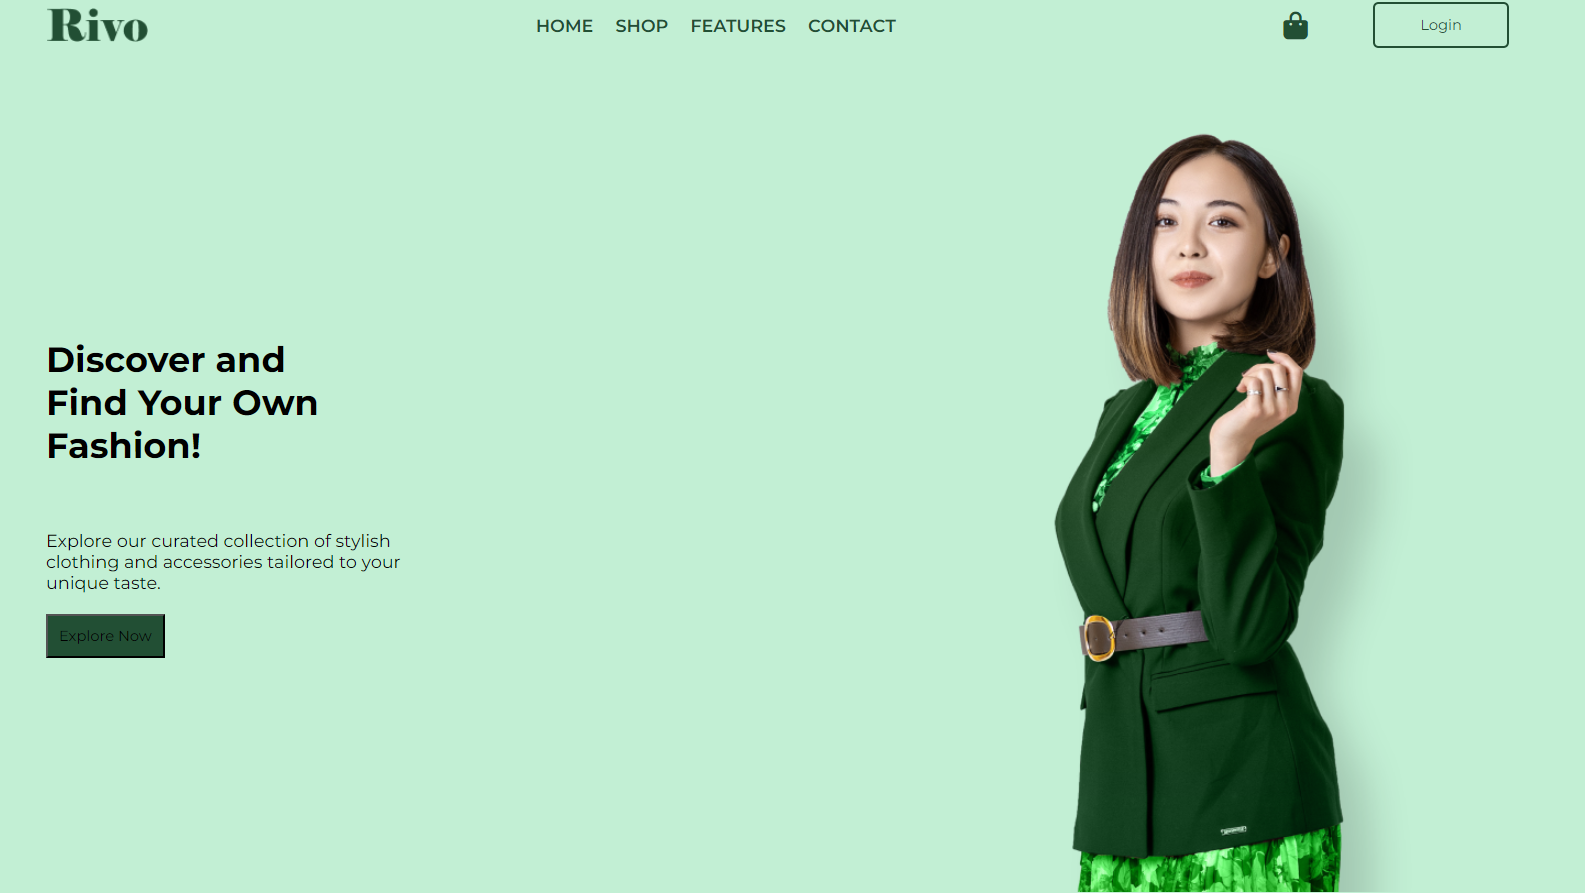 Rivo
HOME SHOP FEATURES CONTACT
Login
Discover and
Find Your Own
Fashion!
Explore our curated collection of stylish
clothing and accessories tailored to your
unique taste.
Explore Now